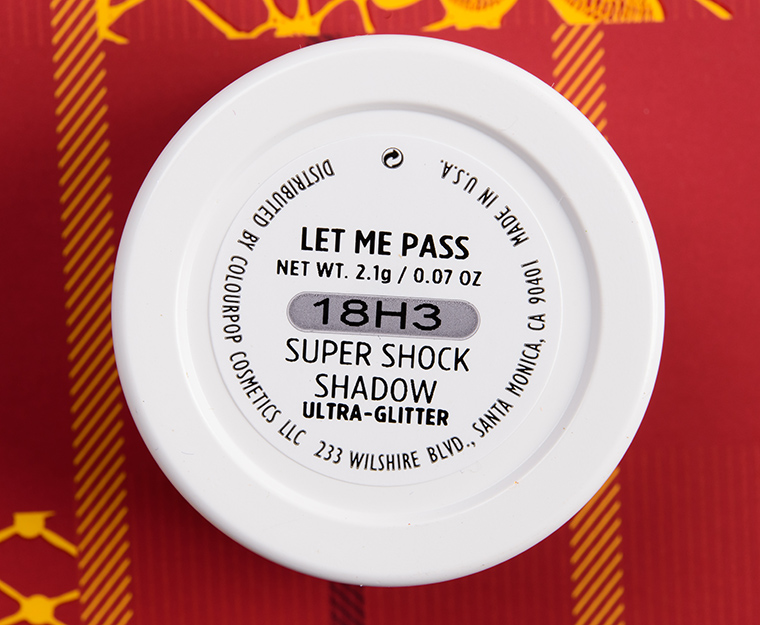 LET ME PASS
NET WT. 2.1g / 0.07 OZ
18H3
SUPER SHOCK
SHADOW
ULTRA-GLITTER
DISTRIBUTED BY COLOURPOP COSMETICS LLC 233 WILSHIRE BLVD., SANTA MONICA, CA 90401 MADE IN U.S.A.